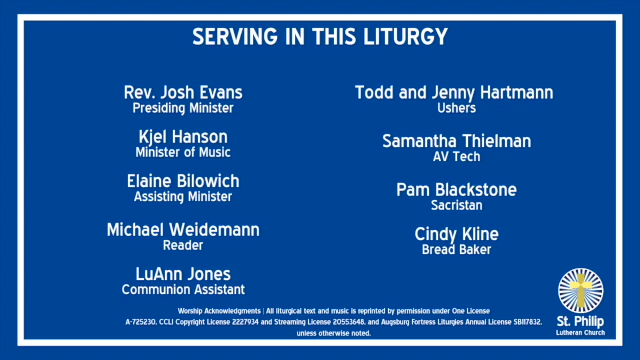 SERVING IN THIS LITURGY
Rev. Josh Evans
Presiding Minister
Kjel Hanson
Minister of Music
Elaine Bilowich
Assisting Minister
Michael Weidemann
Reader
LuAnn Jones
Communion Assistant
Todd and Jenny Hartmann
Ushers
Samantha Thielman
AV Tech
Pam Blackstone
Sacristan
Cindy Kline
Bread Baker
Worship Acknowledgments | All liturgical text and music is reprinted by permission under One License
A-725230, CCLI Copyright License 2227934 and Streaming License 20553648, and Augsburg Fortress Liturgies Annual License SB117832,
unless otherwise noted.
St. Philip
Lutheran Church